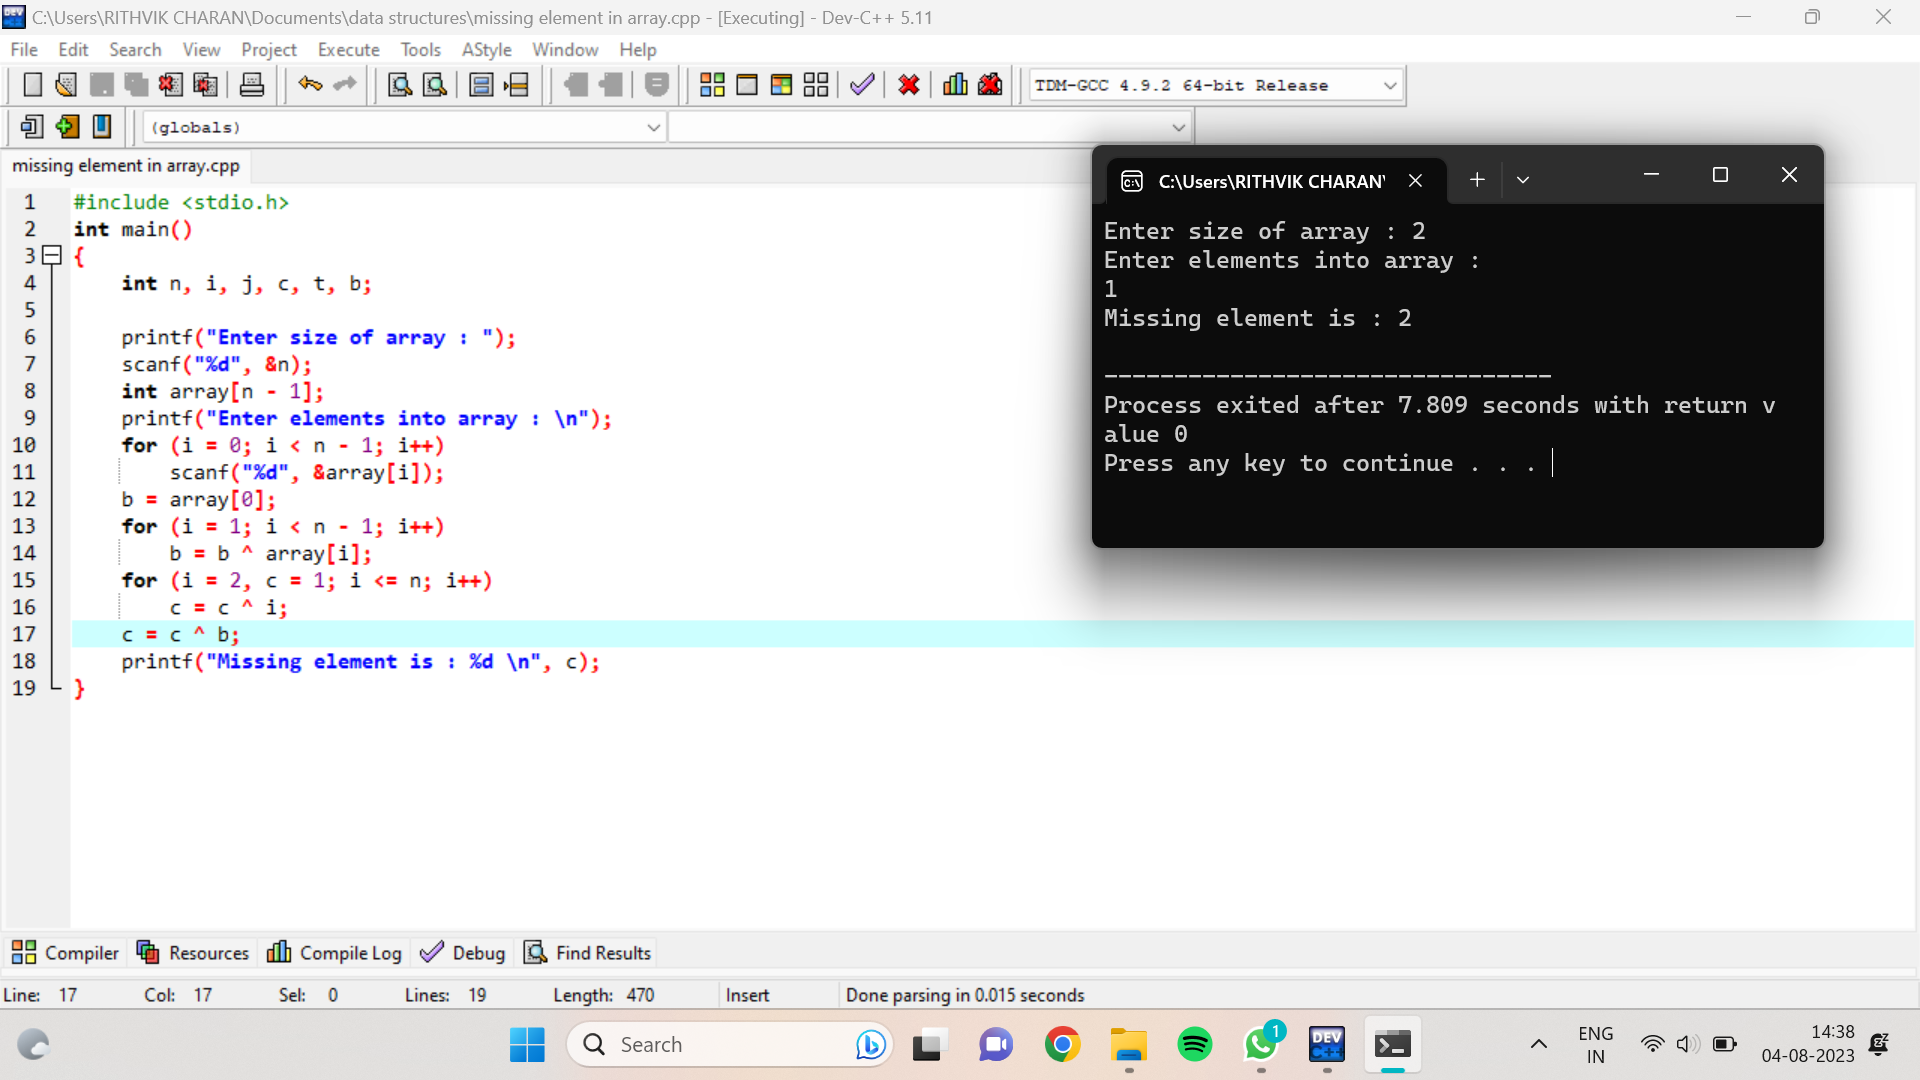 C:\Users\RITHVIK CHARAN\Documents\data structures\missing element in array.cpp - [Executing] - Dev-C++ 5.11
File Edit Search View Project Execute Tools AStyle Window Help
TDM-GCC 4.9.2 64-bit Release
(globals)
missing element in array.cpp
1 #include <stdio.h>
2 int main()
3 {
4 int n, i, j, c, t, b;
5
6 printf("Enter size of array : ");
7 scanf("%d", &n);
8 int array[n - 1];
9 printf("Enter elements into array : \n");
10 for (i = 0; i < n - 1; i++)
11 scanf("%d", &array[i]);
12 b = array[0];
13 for (i = 1; i < n - 1; i++)
14 b = b ^ array[i];
15 for (i = 2, c = 1; i <= n; i++)
16 c = c ^ i;
17 c = c ^ b;
18 printf("Missing element is : %d \n", c);
19 }
C:\Users\RITHVIK CHARAN\
Enter size of array : 2
Enter elements into array :
1
Missing element is : 2
--------------------------------
Process exited after 7.809 seconds with return v
alue 0
Press any key to continue . . .
Compiler Resources Compile Log Debug Find Results
Line: 17 Col: 17 Sel: 0 Lines: 19 Length: 470 Insert Done parsing in 0.015 seconds
Search
1
DEV
C++
ENG
IN
14:38
04-08-2023